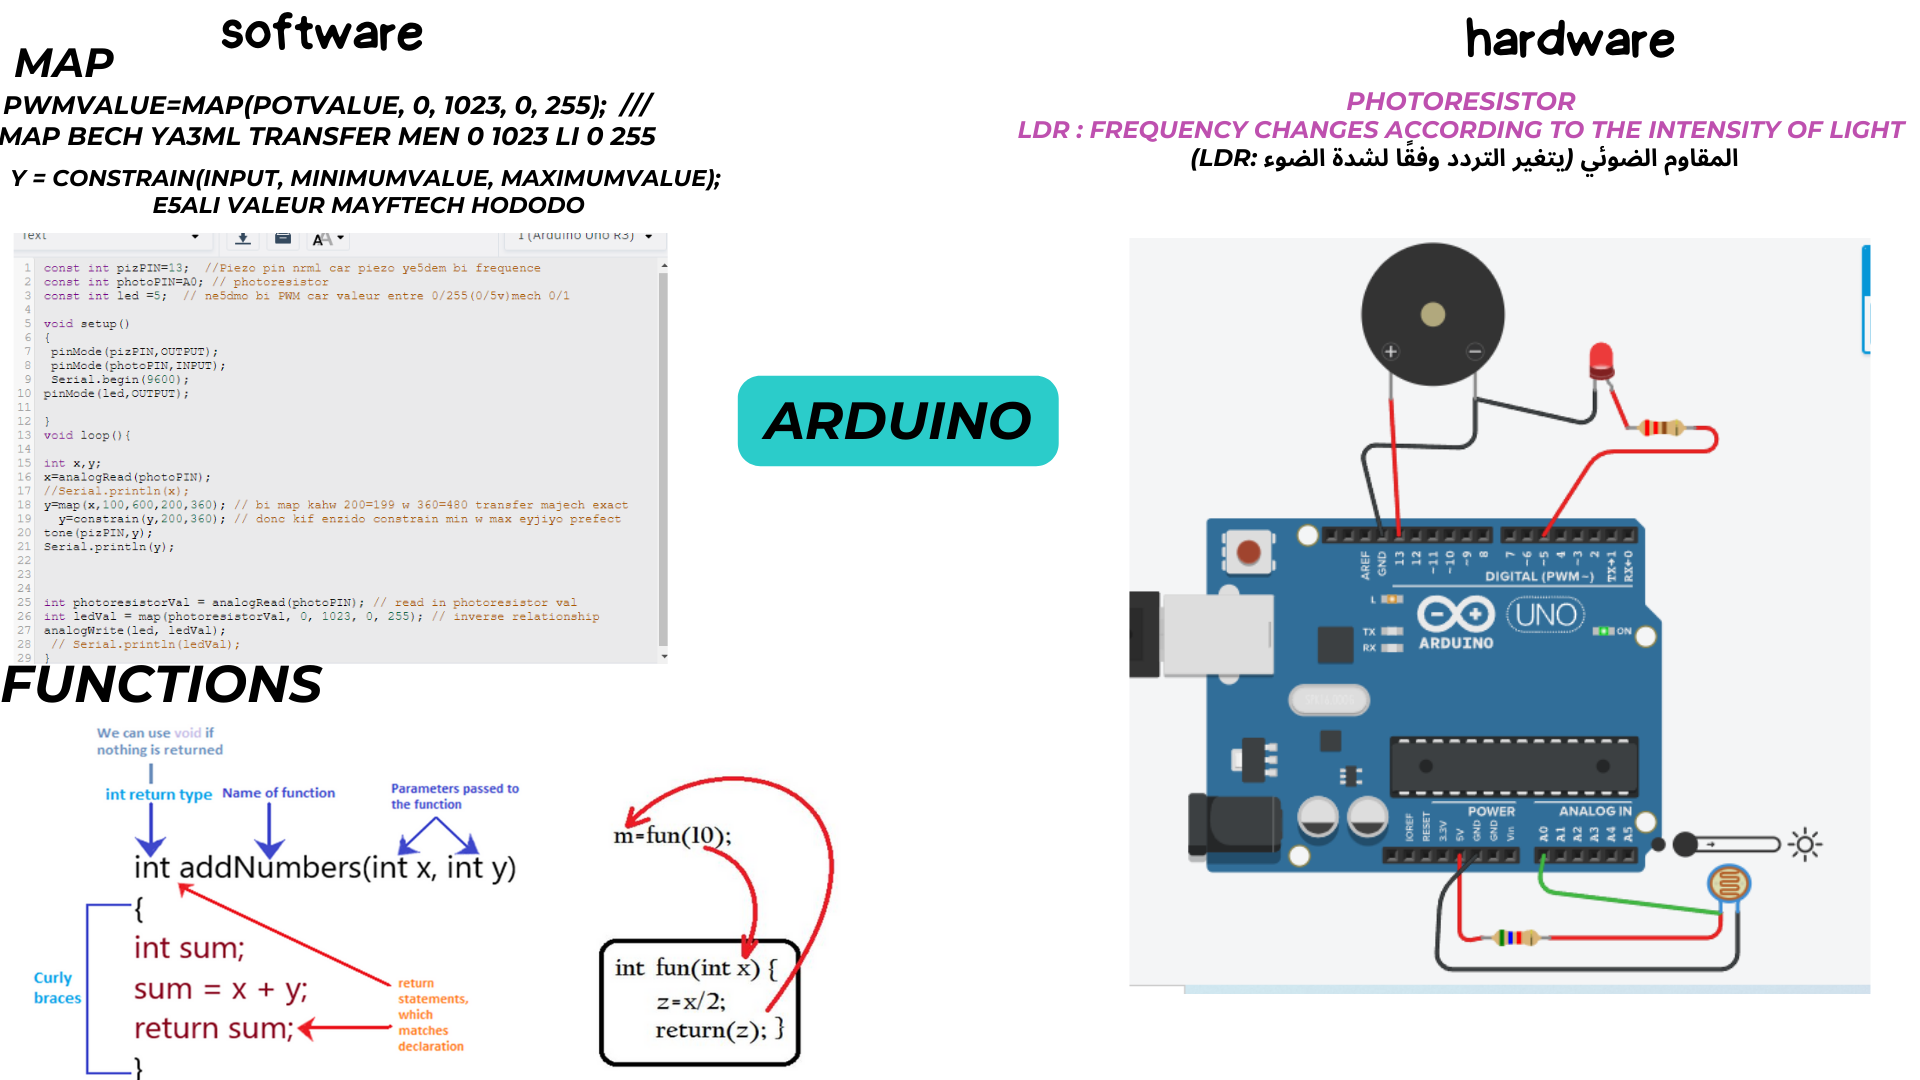 software
MAP
PWMVALUE=MAP(POTVALUE, 0, 1023, 0, 255); ///
MAP BECH YA3ML TRANSFER MEN 0 1023 LI 0 255
Y = CONSTRAIN(INPUT, MINIMUMVALUE, MAXIMUMVALUE);
E5ALI VALEUR MAYFTECH HODODO
Text
1 (Arduino Uno R3)
1 const int pizPIN=13; //Piezo pin nrml car piezo ye5dem bi frequence
2 const int photoPIN=A0; // photoresistor
3 const int led =5; // ne5dmo bi PWM car valeur entre 0/255(0/5v)mech 0/1
4
5 void setup()
6 {
7 pinMode(pizPIN,OUTPUT);
8 pinMode(photoPIN,INPUT);
9 Serial.begin(9600);
10 pinMode(led,OUTPUT);
11
12 }
13 void loop(){
14
15 int x,y;
16 x=analogRead(photoPIN);
17 //Serial.println(x);
18 y=map(x,100,600,200,360); // bi map kahw 200=199 w 360=480 transfer majech exact
19 y=constrain(y,200,360); // donc kif enzido constrain min w max eyjiyo prefect
20 tone(pizPIN,y);
21 Serial.println(y);
22
23
24
25 int photoresistorVal = analogRead(photoPIN); // read in photoresistor val
26 int ledVal = map(photoresistorVal, 0, 1023, 0, 255); // inverse relationship
27 analogWrite(led, ledVal);
28 // Serial.println(ledVal);
29 }
FUNCTIONS
We can use void if
nothing is returned
int return type
Name of function
Parameters passed to
the function
int addNumbers(int x, int y)
{
int sum;
sum = x + y;
return sum;
}
Curly
braces
return
statements,
which
matches
declaration
m=fun(10);
int fun(int x) {
z=x/2;
return(z); }
ARDUINO
hardware
PHOTORESISTOR
LDR : FREQUENCY CHANGES ACCORDING TO THE INTENSITY OF LIGHT
المقاوم الضوئي (يتغير التردد وفقًا لشدة الضوء :LDR)
+ −
AREF
GND
13
12
~11
~10
~9
8
7
~6
~5
4
~3
2
TX→1
RX←0
DIGITAL (PWM~)
L
TX
RX
ARDUINO
UNO
ON
POWER
ANALOG IN
IOREF
RESET
3.3V
5V
GND
GND
Vin
A0
A1
A2
A3
A4
A5